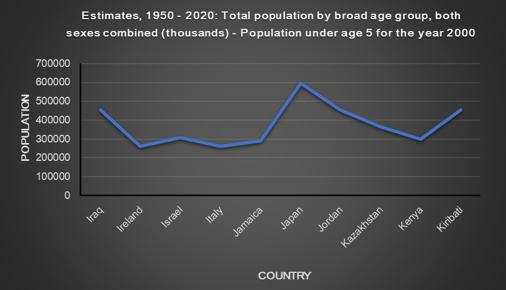 Estimates, 1950 - 2020: Total population by broad age group, both
sexes combined (thousands) - Population under age 5 for the year 2000
700000
600000
500000
400000
300000
200000
100000
0
POPULATION
Iraq
Ireland
Israel
Italy
Jamaica
Japan
Jordan
Kazakhstan
Kenya
Kiribati
COUNTRY